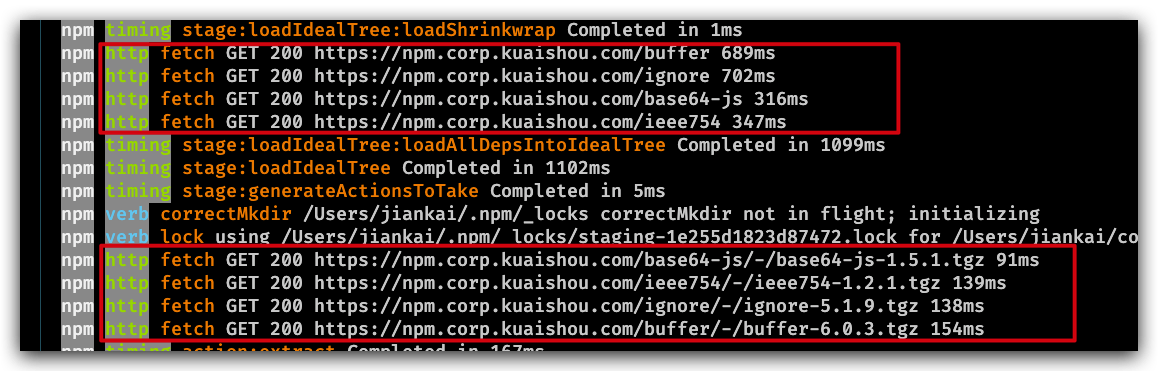 npm timing stage:loadIdealTree:loadShrinkwrap Completed in 1ms
npm http fetch GET 200 https://npm.corp.kuaishou.com/buffer 689ms
npm http fetch GET 200 https://npm.corp.kuaishou.com/ignore 702ms
npm http fetch GET 200 https://npm.corp.kuaishou.com/base64-js 316ms
npm http fetch GET 200 https://npm.corp.kuaishou.com/ieee754 347ms
npm timing stage:loadIdealTree:loadAllDepsIntoIdealTree Completed in 1099ms
npm timing stage:loadIdealTree Completed in 1102ms
npm timing stage:generateActionsToTake Completed in 5ms
npm verb correctMkdir /Users/jiankai/.npm/_locks correctMkdir not in flight; initializing
npm verb lock using /Users/jiankai/.npm/_locks/staging-1e255d1823d87472.lock for /Users/jiankai/co
npm http fetch GET 200 https://npm.corp.kuaishou.com/base64-js/-/base64-js-1.5.1.tgz 91ms
npm http fetch GET 200 https://npm.corp.kuaishou.com/ieee754/-/ieee754-1.2.1.tgz 139ms
npm http fetch GET 200 https://npm.corp.kuaishou.com/ignore/-/ignore-5.1.9.tgz 138ms
npm http fetch GET 200 https://npm.corp.kuaishou.com/buffer/-/buffer-6.0.3.tgz 154ms
npm timing action:extract Completed in 167ms